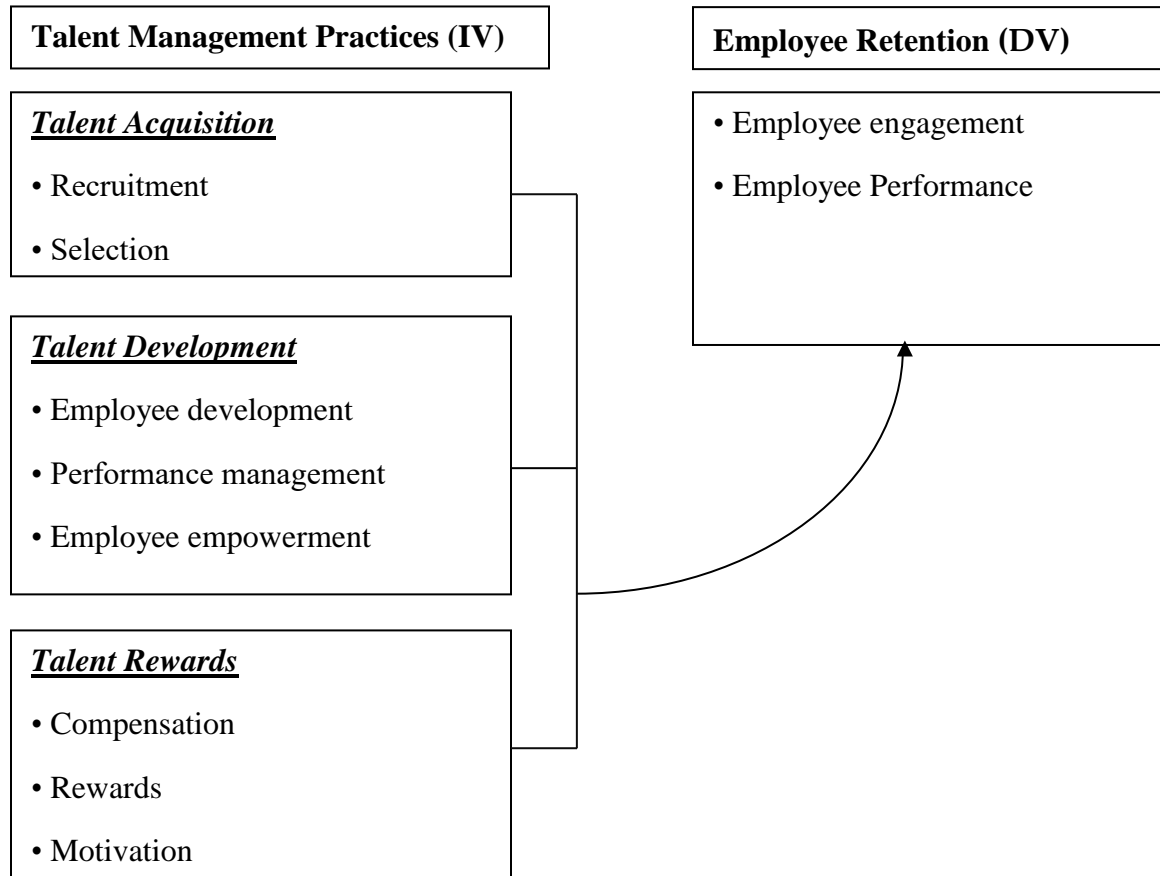 Talent Management Practices (IV)
Employee Retention (DV)
Talent Acquisition
• Recruitment
• Selection
• Employee engagement
• Employee Performance
Talent Development
• Employee development
• Performance management
• Employee empowerment
Talent Rewards
• Compensation
• Rewards
• Motivation